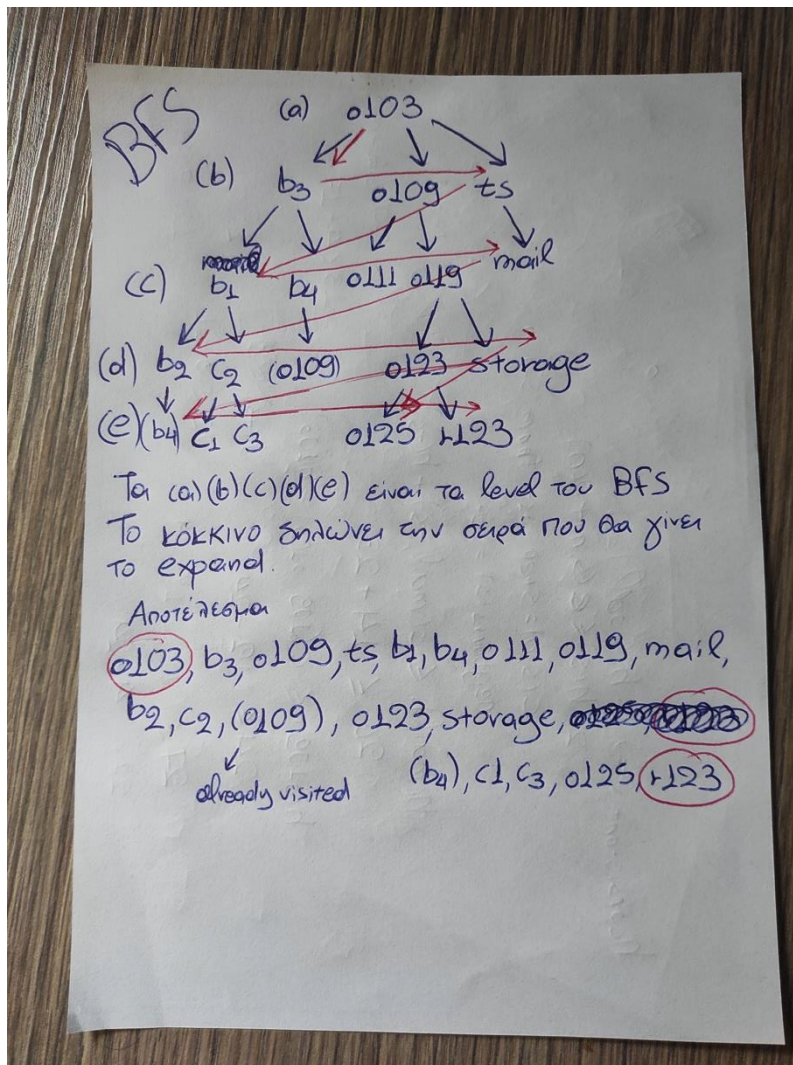 BFS
(a) o103
(b) b3 o109 ts
(c) b1 b4 o111 o119 mail
(d) b2 c2 (o109) o123 storage
(e) (b4) c1 c3 o125 r123
Τα (a) (b) (c) (d) (e) είναι τα level του BFS
Το κόκκινο δηλώνει την σειρά που θα γίνει
το expand.
Αποτέλεσμα
o103, b3, o109, ts, b1, b4, o111, o119, mail,
b2, c2, (o109), o123, storage,
already visited (b4), c1, c3, o125, r123